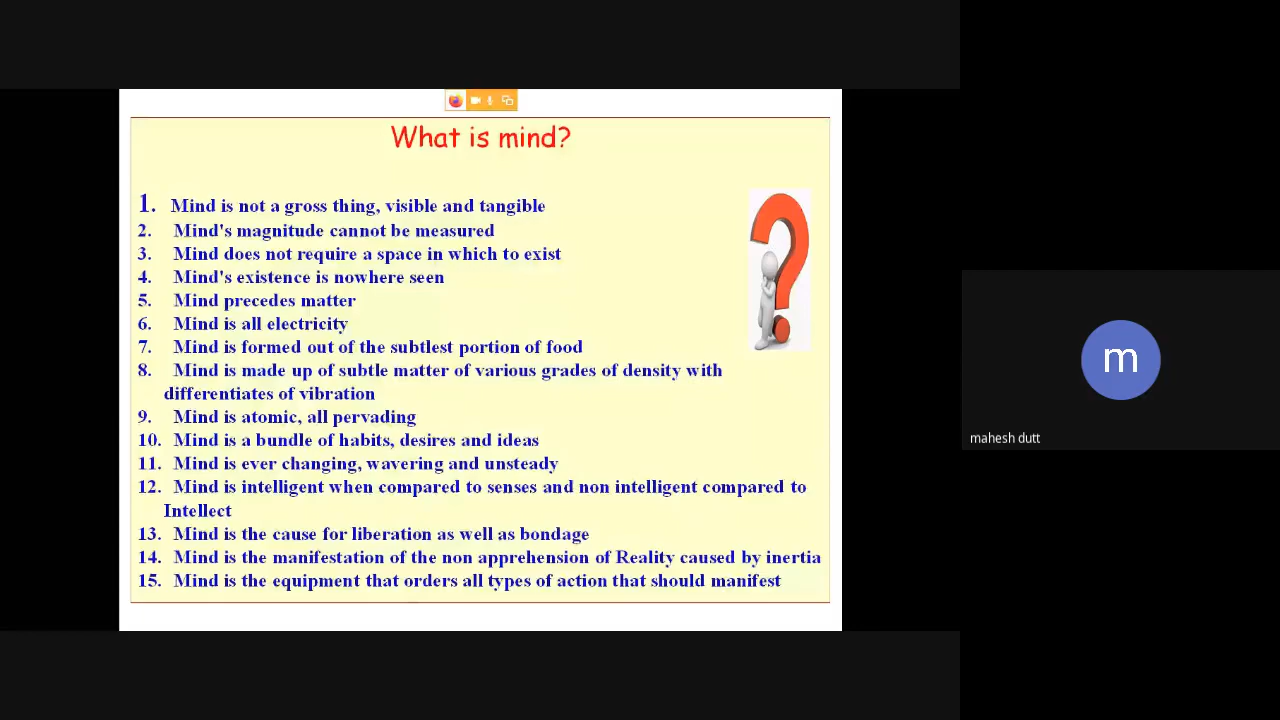 What is mind?
1. Mind is not a gross thing, visible and tangible
2. Mind's magnitude cannot be measured
3. Mind does not require a space in which to exist
4. Mind's existence is nowhere seen
5. Mind precedes matter
6. Mind is all electricity
7. Mind is formed out of the subtlest portion of food
8. Mind is made up of subtle matter of various grades of density with
differentiates of vibration
9. Mind is atomic, all pervading
10. Mind is a bundle of habits, desires and ideas
11. Mind is ever changing, wavering and unsteady
12. Mind is intelligent when compared to senses and non intelligent compared to
Intellect
13. Mind is the cause for liberation as well as bondage
14. Mind is the manifestation of the non apprehension of Reality caused by inertia
15. Mind is the equipment that orders all types of action that should manifest
m
mahesh dutt